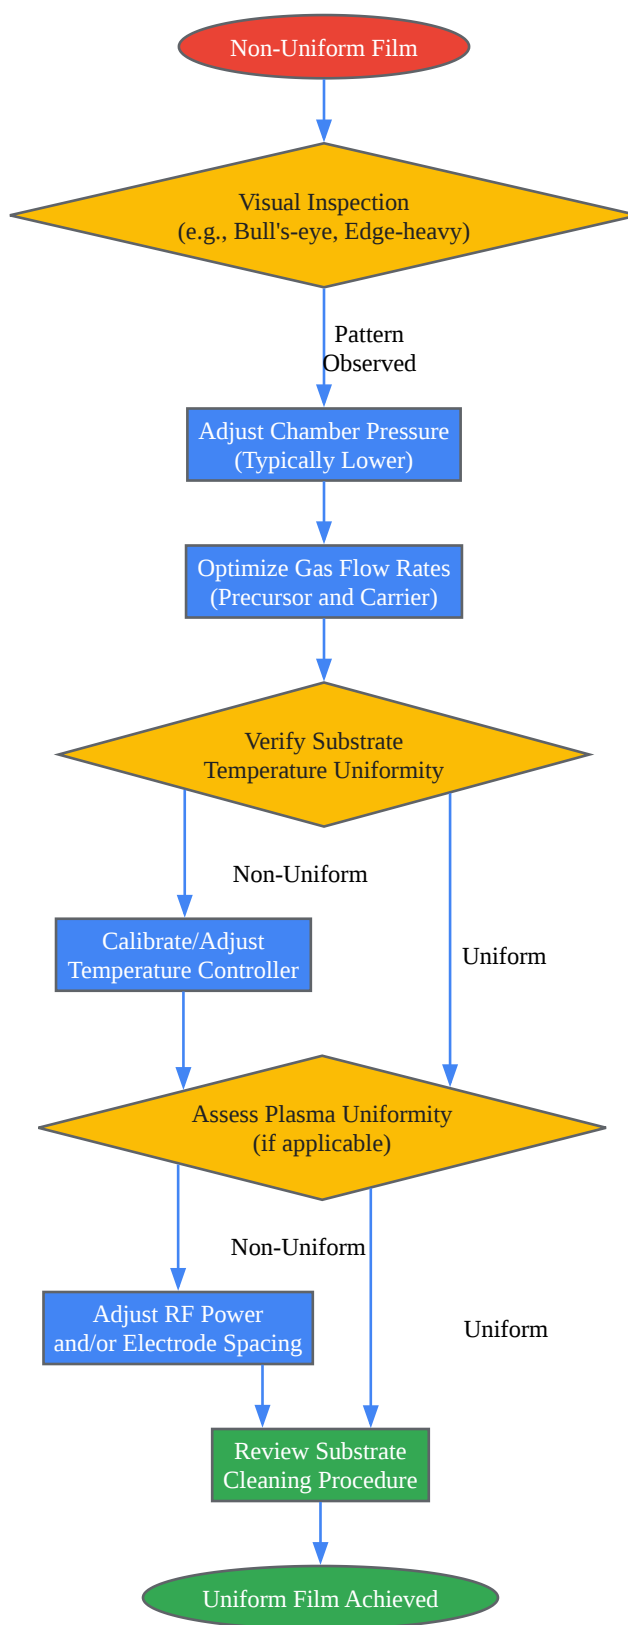 Non-Uniform Film
Visual Inspection
(e.g., Bull's-eye, Edge-heavy)
Pattern
Observed
Adjust Chamber Pressure
(Typically Lower)
Optimize Gas Flow Rates
(Precursor and Carrier)
Verify Substrate
Temperature Uniformity
Non-Uniform
Calibrate/Adjust
Temperature Controller
Uniform
Assess Plasma Uniformity
(if applicable)
Non-Uniform
Adjust RF Power
and/or Electrode Spacing
Uniform
Review Substrate
Cleaning Procedure
Uniform Film Achieved